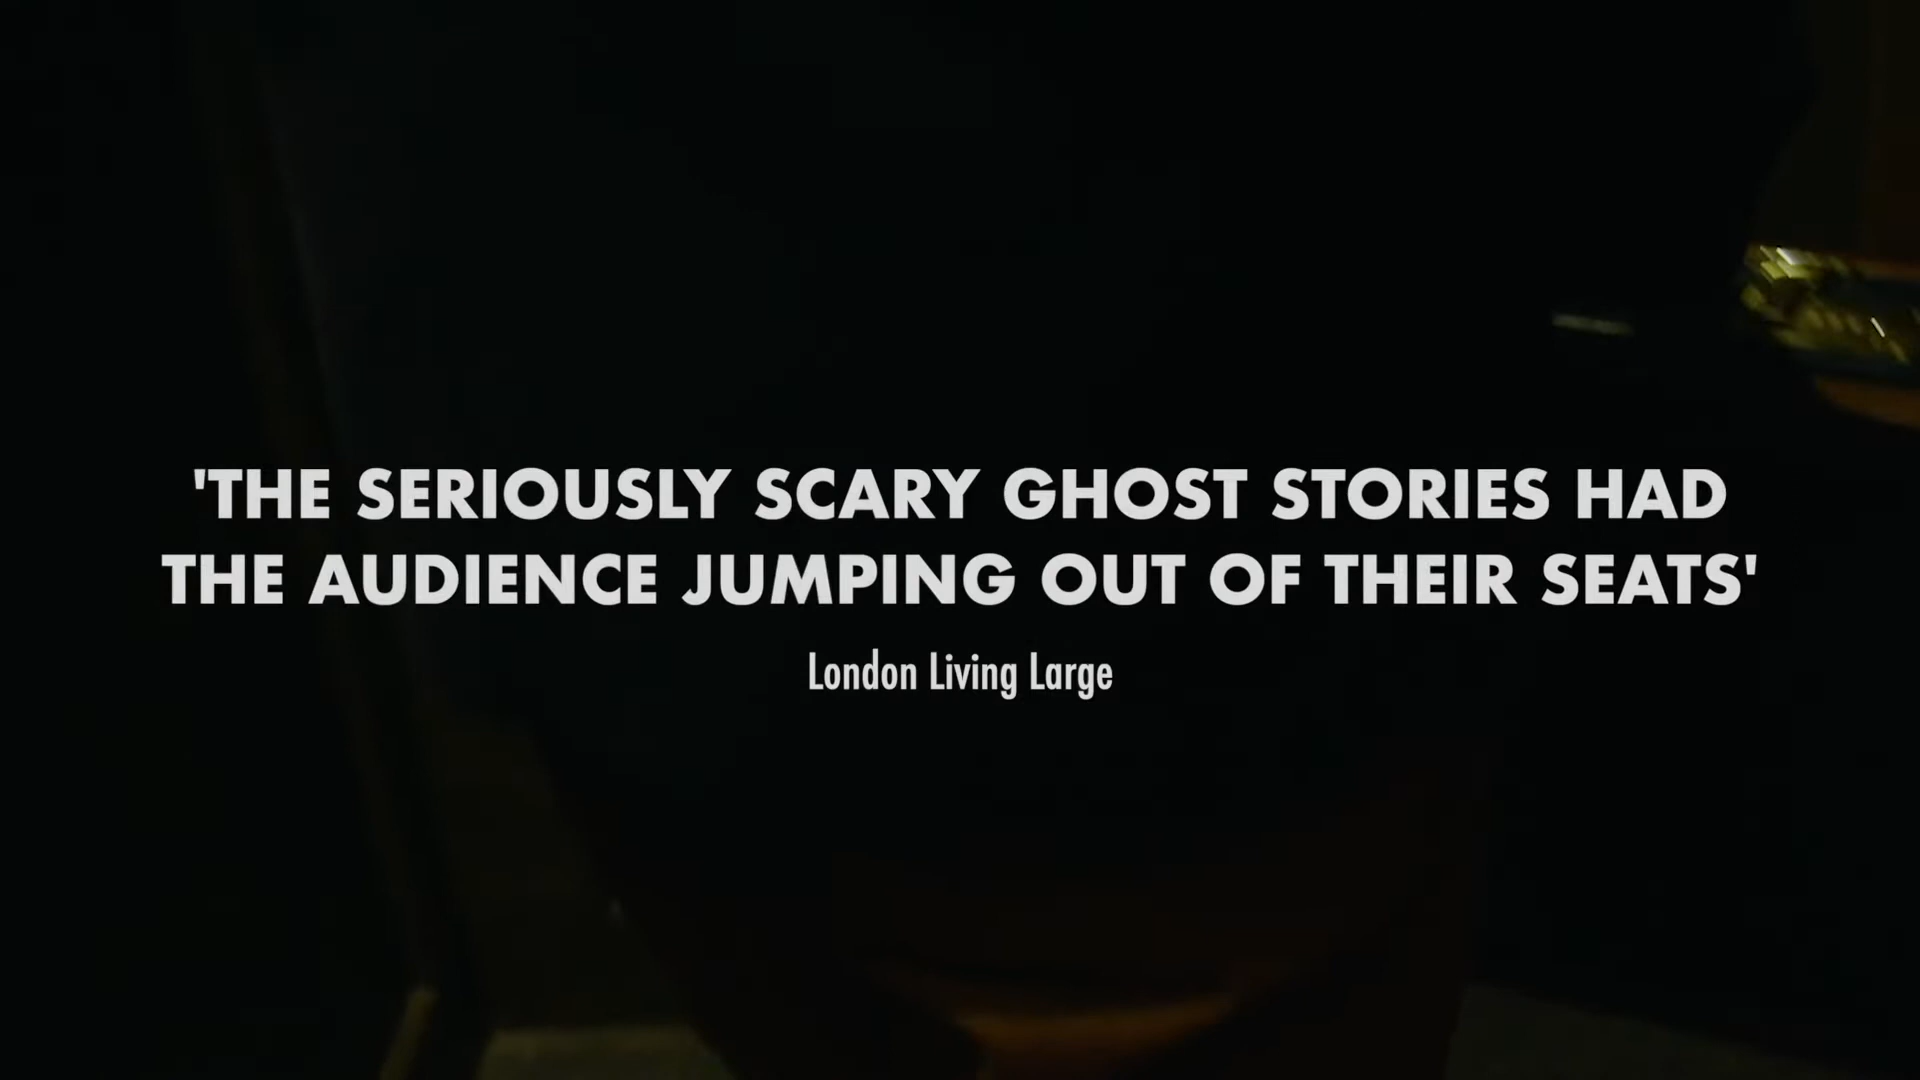 'THE SERIOUSLY SCARY GHOST STORIES HAD
THE AUDIENCE JUMPING OUT OF THEIR SEATS'
London Living Large